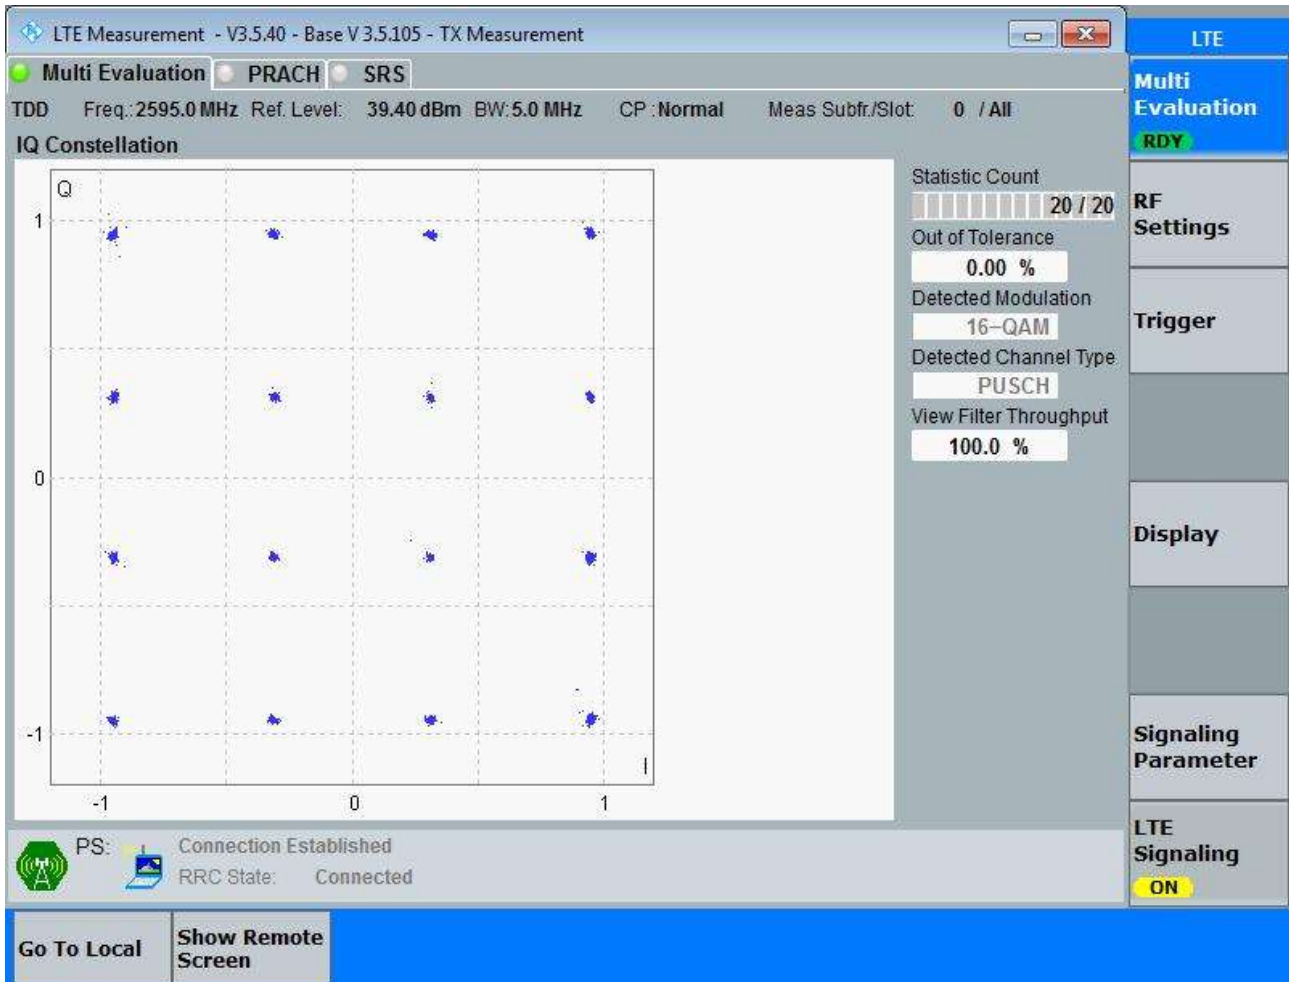 LTE Measurement - V3.5.40 - Base V 3.5.105 - TX Measurement
Multi Evaluation PRACH SRS
TDD Freq.: 2595.0 MHz Ref. Level: 39.40 dBm BW: 5.0 MHz CP : Normal Meas Subfr./Slot: 0 / All
IQ Constellation
Q
1
0
-1
I
-1 0 1
Statistic Count
20 / 20
Out of Tolerance
0.00 %
Detected Modulation
16-QAM
Detected Channel Type
PUSCH
View Filter Throughput
100.0 %
PS: Connection Established
RRC State: Connected
LTE
Multi
Evaluation
RDY
RF
Settings
Trigger
Display
Signaling
Parameter
LTE
Signaling
ON
Go To Local
Show Remote
Screen